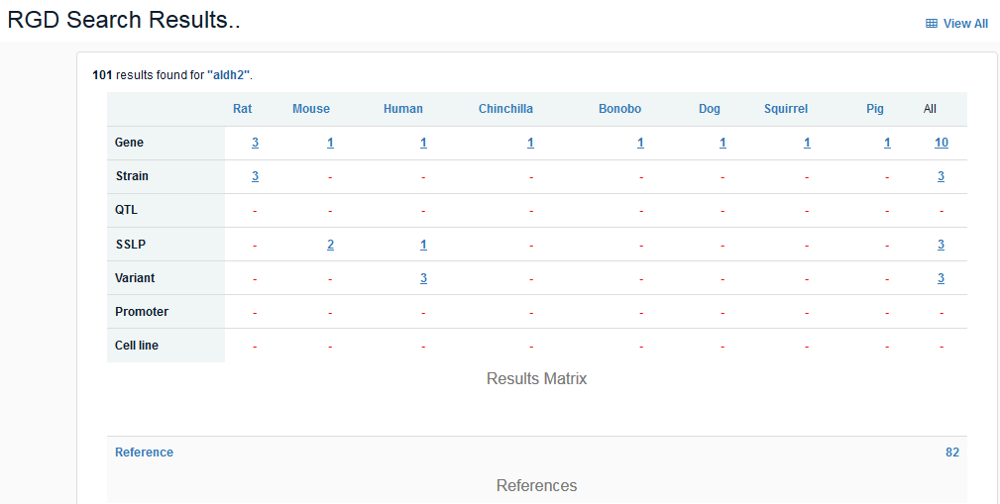 RGD Search Results..
View All
101 results found for "aldh2".
Rat Mouse Human Chinchilla Bonobo Dog Squirrel Pig All
Gene 3 1 1 1 1 1 1 1 10
Strain 3 - - - - - - - 3
QTL - - - - - - - - -
SSLP - 2 1 - - - - - 3
Variant - - 3 - - - - - 3
Promoter - - - - - - - - -
Cell line - - - - - - - - -
Results Matrix
Reference 82
References